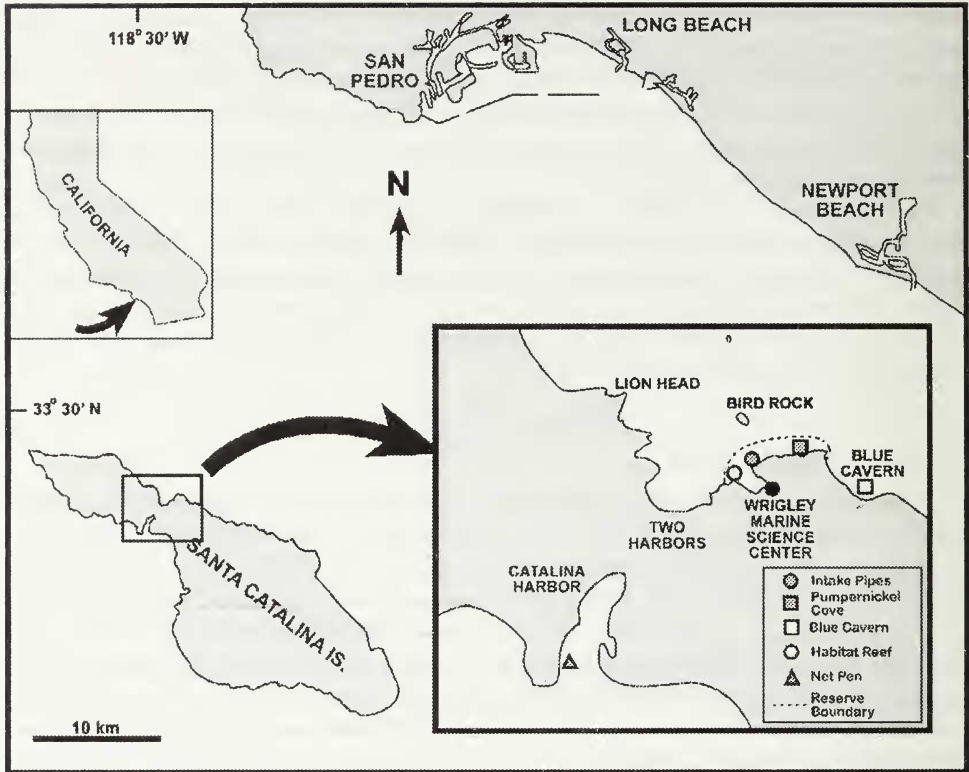 118° 30' W
LONG BEACH
SAN
PEDRO
CALIFORNIA
N
NEWPORT
BEACH
33° 30' N
LION HEAD
BIRD ROCK
BLUE
CAVERN
WRIGLEY
MARINE
SCIENCE
CENTER
TWO
HARBORS
CATALINA
HARBOR
SANTA CATALINA IS.
Intake Pipes
Pumpernickel
Cove
Blue Cavern
Habitat Reef
Net Pen
Reserve
Boundary
10 km